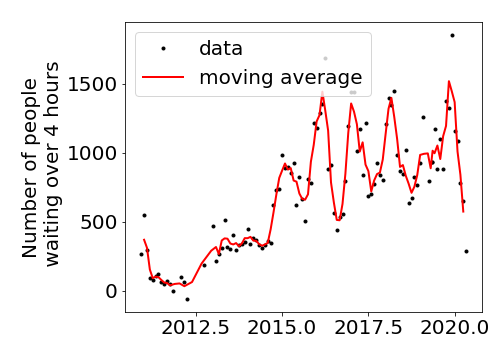 data
moving average
Number of people
waiting over 4 hours
1500
1000
500
0
2012.5 2015.0 2017.5 2020.0